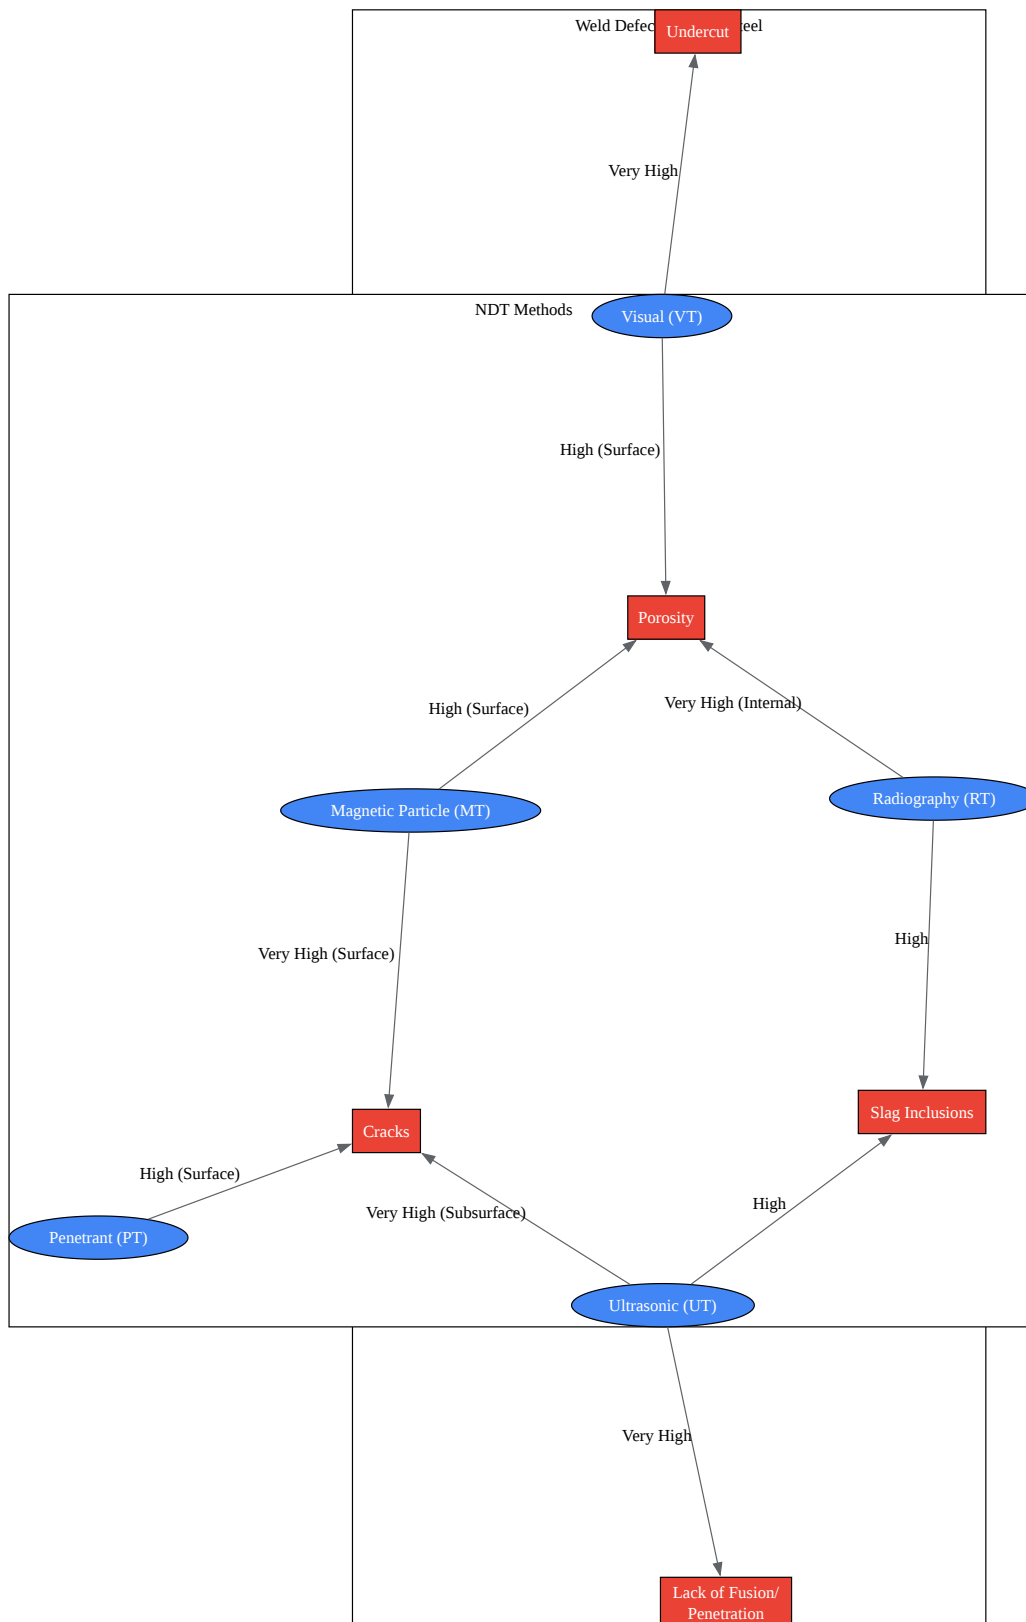 Weld Defec
Undercut
Very High
NDT Methods
Visual (VT)
High (Surface)
Porosity
High (Surface)
Very High (Internal)
Magnetic Particle (MT)
Radiography (RT)
Very High (Surface)
High
Cracks
Slag Inclusions
High (Surface)
Very High (Subsurface)
High
Penetrant (PT)
Ultrasonic (UT)
Very High
Lack of Fusion/
Penetration